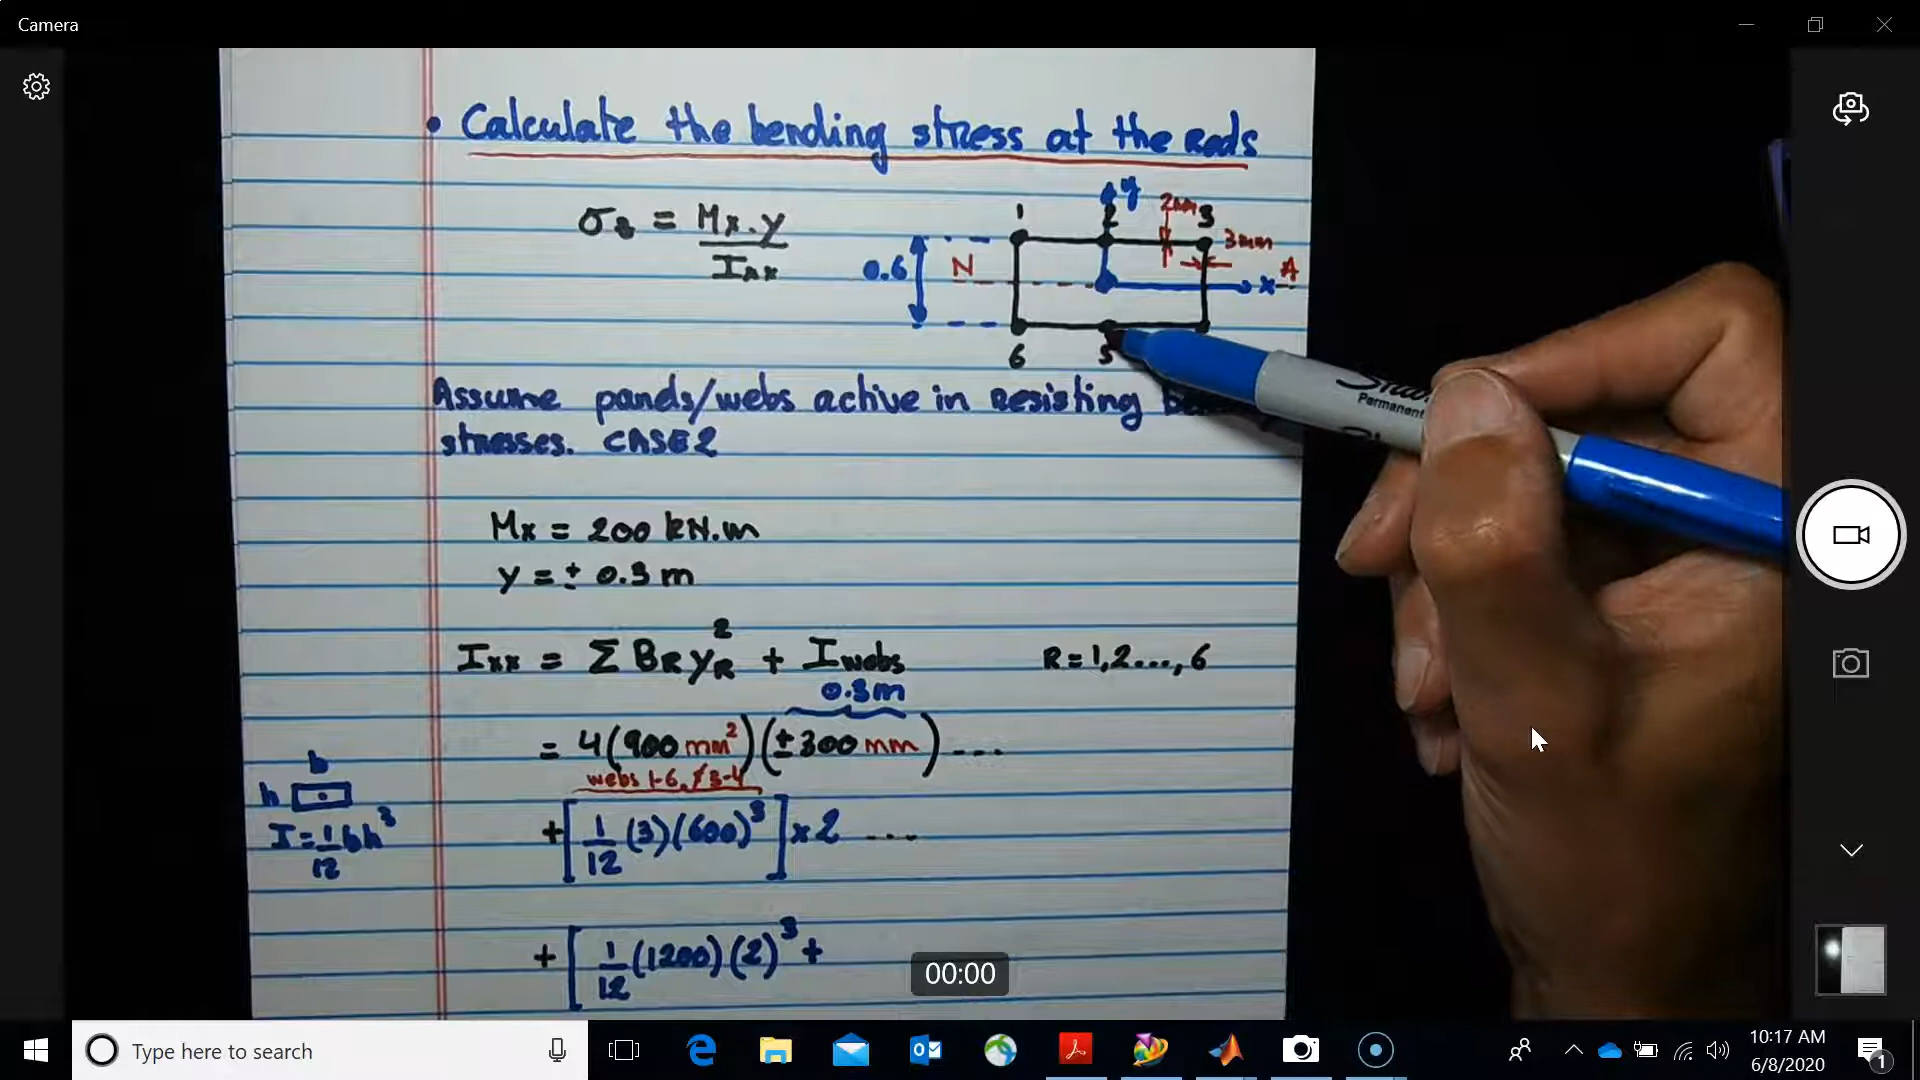 Camera
• Calculate the bending stress at the Rods
σz = Mx.y / Ixx
y
1 2 3
2mm
3mm
0.6
N
A
x
6 5
Assume panels/webs active in resisting
stresses. CASE 2
Mx = 200 kN.m
y = ± 0.3 m
Ixx = Σ BR yR² + Iwebs R = 1,2...,6
0.3m
= 4(900 mm²)(±300 mm) ...
webs 1-6, 3-4
+ [1/12 (3)(600)³] x 2 ...
b
h
I = 1/12 bh³
+ [1/12 (1200)(2)³ +
00:00
Sha
Permanent
Type here to search
10:17 AM
6/8/2020
1